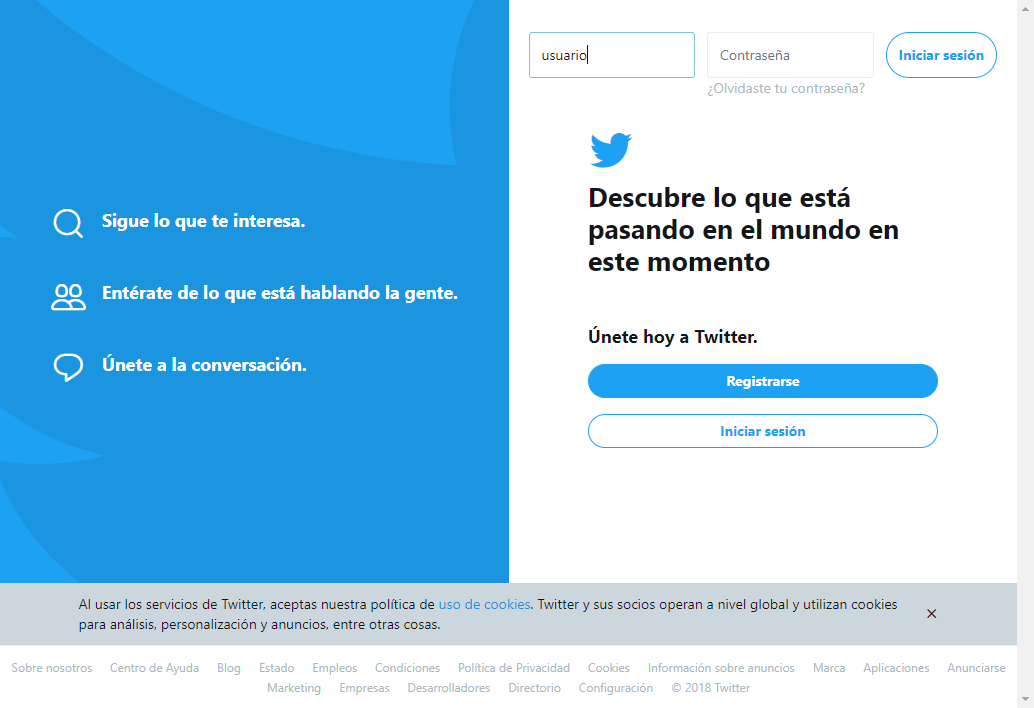 usuario
Contraseña
Iniciar sesión
¿Olvidaste tu contraseña?
Sigue lo que te interesa.
Entérate de lo que está hablando la gente.
Únete a la conversación.
Descubre lo que está
pasando en el mundo en
este momento
Únete hoy a Twitter.
Registrarse
Iniciar sesión
Al usar los servicios de Twitter, aceptas nuestra política de uso de cookies. Twitter y sus socios operan a nivel global y utilizan cookies
para análisis, personalización y anuncios, entre otras cosas.
Sobre nosotros Centro de Ayuda Blog Estado Empleos Condiciones Política de Privacidad Cookies Información sobre anuncios Marca Aplicaciones Anunciarse
Marketing Empresas Desarrolladores Directorio Configuración © 2018 Twitter